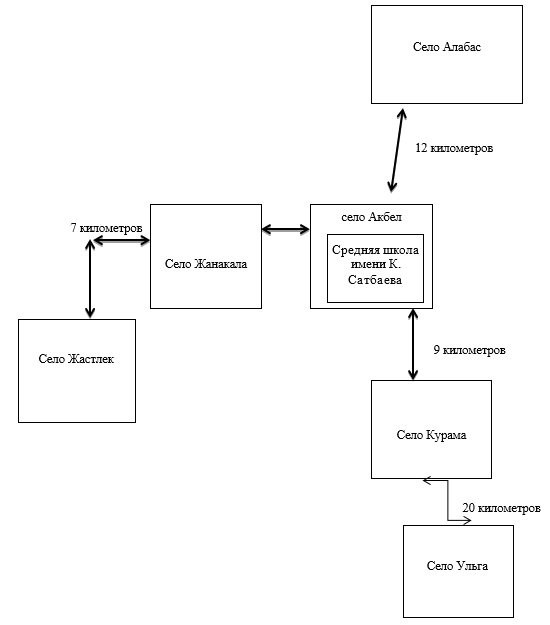 Село Алабас
12 километров
село Акбел
Средняя школа
имени К.
Сатбаева
7 километров
Село Жанакала
Село Жастлек
9 километров
Село Курама
20 километров
Село Ульга